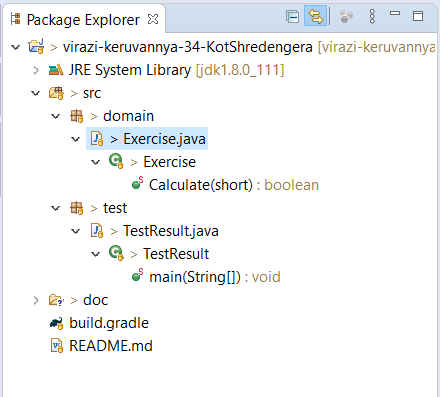 Package Explorer
> virazi-keruvannya-34-KotShredengera [virazi-keruvannya
JRE System Library [jdk1.8.0_111]
> src
> domain
> Exercise.java
> Exercise
Calculate(short) : boolean
> test
> TestResult.java
> TestResult
main(String[]) : void
> doc
build.gradle
README.md